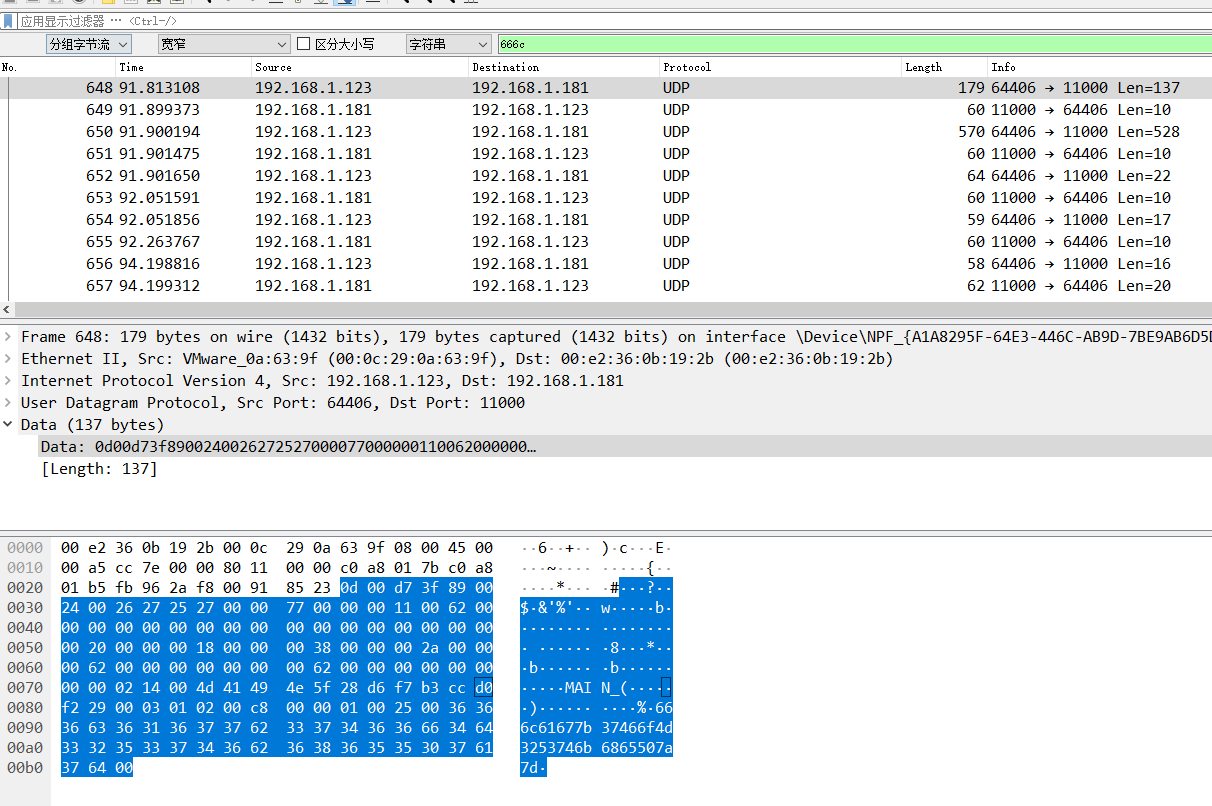 应用显示过滤器 ⋯ <Ctrl-/>
分组字节流 宽窄 区分大小写 字符串 666c
No. Time Source Destination Protocol Length Info
648 91.813108 192.168.1.123 192.168.1.181 UDP 179 64406 → 11000 Len=137
649 91.899373 192.168.1.181 192.168.1.123 UDP 60 11000 → 64406 Len=10
650 91.900194 192.168.1.123 192.168.1.181 UDP 570 64406 → 11000 Len=528
651 91.901475 192.168.1.181 192.168.1.123 UDP 60 11000 → 64406 Len=10
652 91.901650 192.168.1.123 192.168.1.181 UDP 64 64406 → 11000 Len=22
653 92.051591 192.168.1.181 192.168.1.123 UDP 60 11000 → 64406 Len=10
654 92.051856 192.168.1.123 192.168.1.181 UDP 59 64406 → 11000 Len=17
655 92.263767 192.168.1.181 192.168.1.123 UDP 60 11000 → 64406 Len=10
656 94.198816 192.168.1.123 192.168.1.181 UDP 58 64406 → 11000 Len=16
657 94.199312 192.168.1.181 192.168.1.123 UDP 62 11000 → 64406 Len=20
Frame 648: 179 bytes on wire (1432 bits), 179 bytes captured (1432 bits) on interface \Device\NPF_{A1A8295F-64E3-446C-AB9D-7BE9AB6D5D
Ethernet II, Src: VMware_0a:63:9f (00:0c:29:0a:63:9f), Dst: 00:e2:36:0b:19:2b (00:e2:36:0b:19:2b)
Internet Protocol Version 4, Src: 192.168.1.123, Dst: 192.168.1.181
User Datagram Protocol, Src Port: 64406, Dst Port: 11000
Data (137 bytes)
Data: 0d00d73f8900240026272527000077000000110062000000…
[Length: 137]
0000 00 e2 36 0b 19 2b 00 0c 29 0a 63 9f 08 00 45 00 ··6··+·· )·c···E·
0010 00 a5 cc 7e 00 00 80 11 00 00 c0 a8 01 7b c0 a8 ···~···· ·····{··
0020 01 b5 fb 96 2a f8 00 91 85 23 0d 00 d7 3f 89 00 ····*··· ·#···?··
0030 24 00 26 27 25 27 00 00 77 00 00 00 11 00 62 00 $·&'%'·· w·····b·
0040 00 00 00 00 00 00 00 00 00 00 00 00 00 00 00 00 ········ ········
0050 00 20 00 00 00 18 00 00 00 38 00 00 00 2a 00 00 · ······ ·8···*··
0060 00 62 00 00 00 00 00 00 00 62 00 00 00 00 00 00 ·b······ ·b······
0070 00 00 02 14 00 4d 41 49 4e 5f 28 d6 f7 b3 cc d0 ·····MAI N_(·····
0080 f2 29 00 03 01 02 00 c8 00 00 01 00 25 00 36 36 ·)······ ····%·66
0090 36 63 36 31 36 37 37 62 33 37 34 36 36 66 34 64 6c61677b 37466f4d
00a0 33 32 35 33 37 34 36 62 36 38 36 35 35 30 37 61 3253746b 6865507a
00b0 37 64 00 7d·